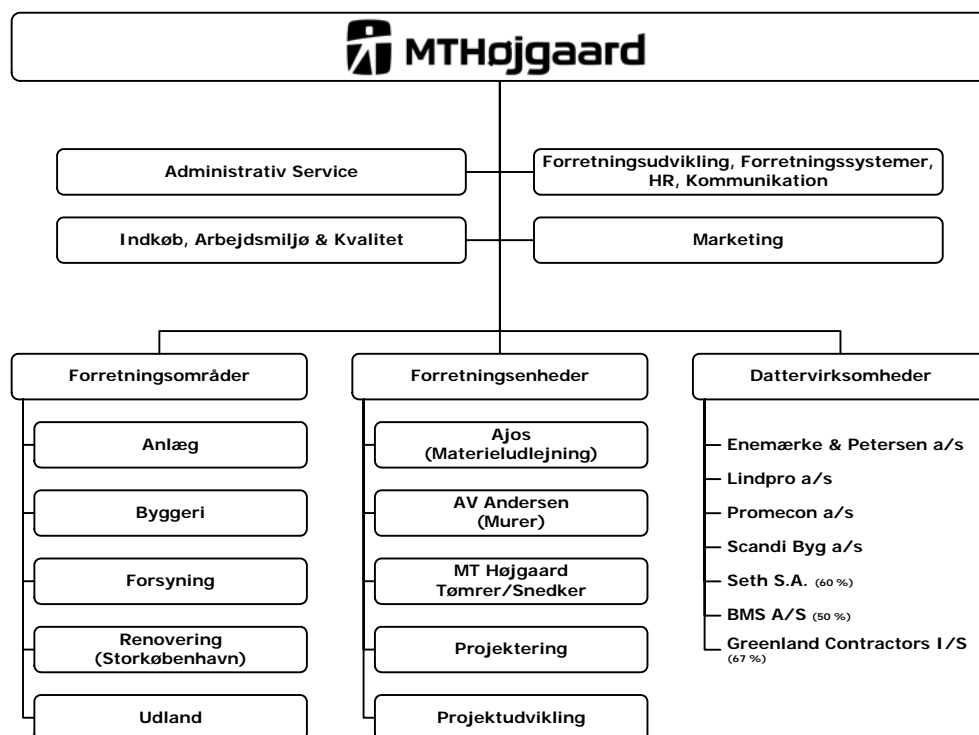 MTHøjgaard
Administrativ Service
Forretningsudvikling, Forretningssystemer,
HR, Kommunikation
Indkøb, Arbejdsmiljø & Kvalitet
Marketing
Forretningsområder
Anlæg
Byggeri
Forsyning
Renovering
(Storkøbenhavn)
Udland
Forretningsenheder
Ajos
(Materieludlejning)
AV Andersen
(Murer)
MT Højgaard
Tømrer/Snedker
Projektering
Projektudvikling
Dattervirksomheder
Enemærke & Petersen a/s
Lindpro a/s
Promecon a/s
Scandi Byg a/s
Seth S.A. (60 %)
BMS A/S (50 %)
Greenland Contractors I/S
(67 %)